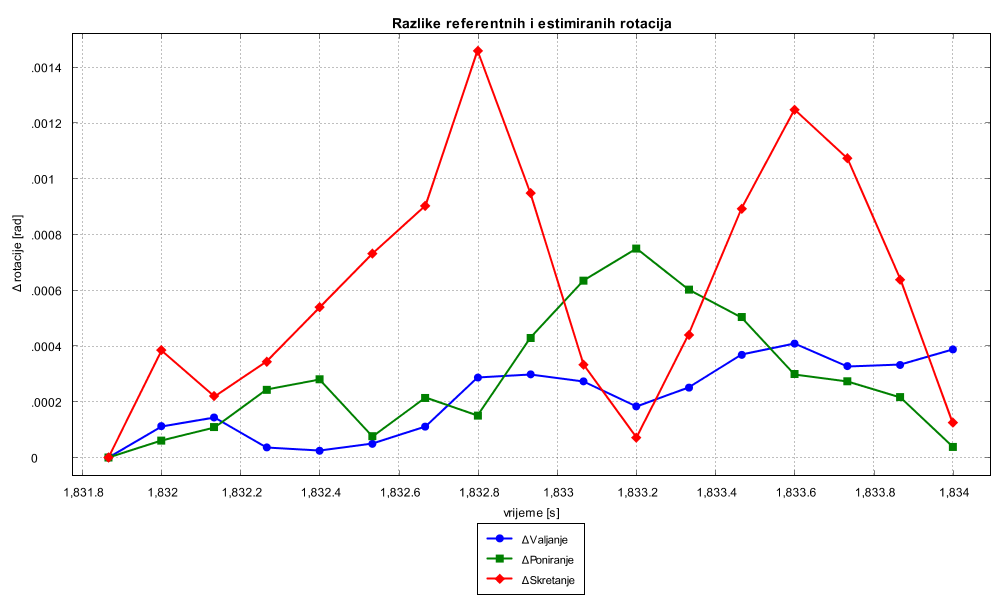 Razlike referentnih i estimiranih rotacija
.0014
.0012
.001
.0008
.0006
.0004
.0002
0
Δ rotacije [rad]
1,831.8 1,832 1,832.2 1,832.4 1,832.6 1,832.8 1,833 1,833.2 1,833.4 1,833.6 1,833.8 1,834
vrijeme [s]
ΔValjanje
ΔPoniranje
ΔSkretanje